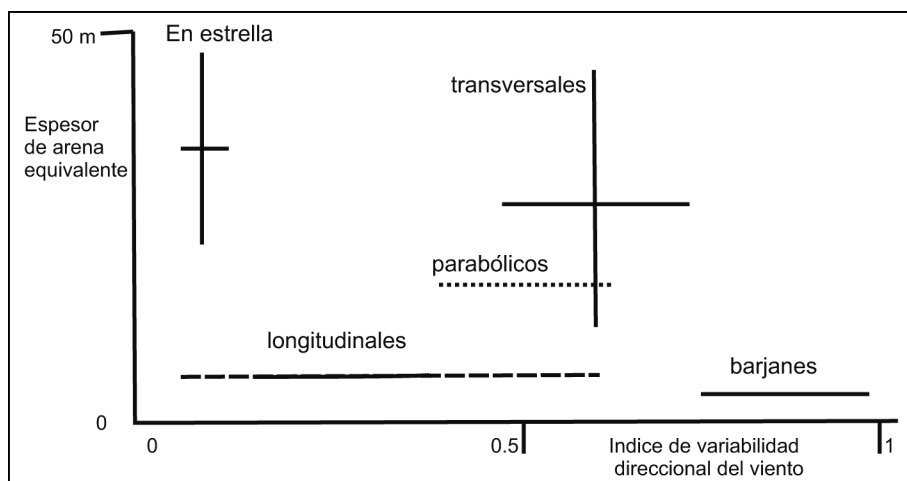 50 m
En estrella
transversales
Espesor
de arena
equivalente
parabólicos
longitudinales
barjanes
0
0
0.5
Indice de variabilidad
direccional del viento
1